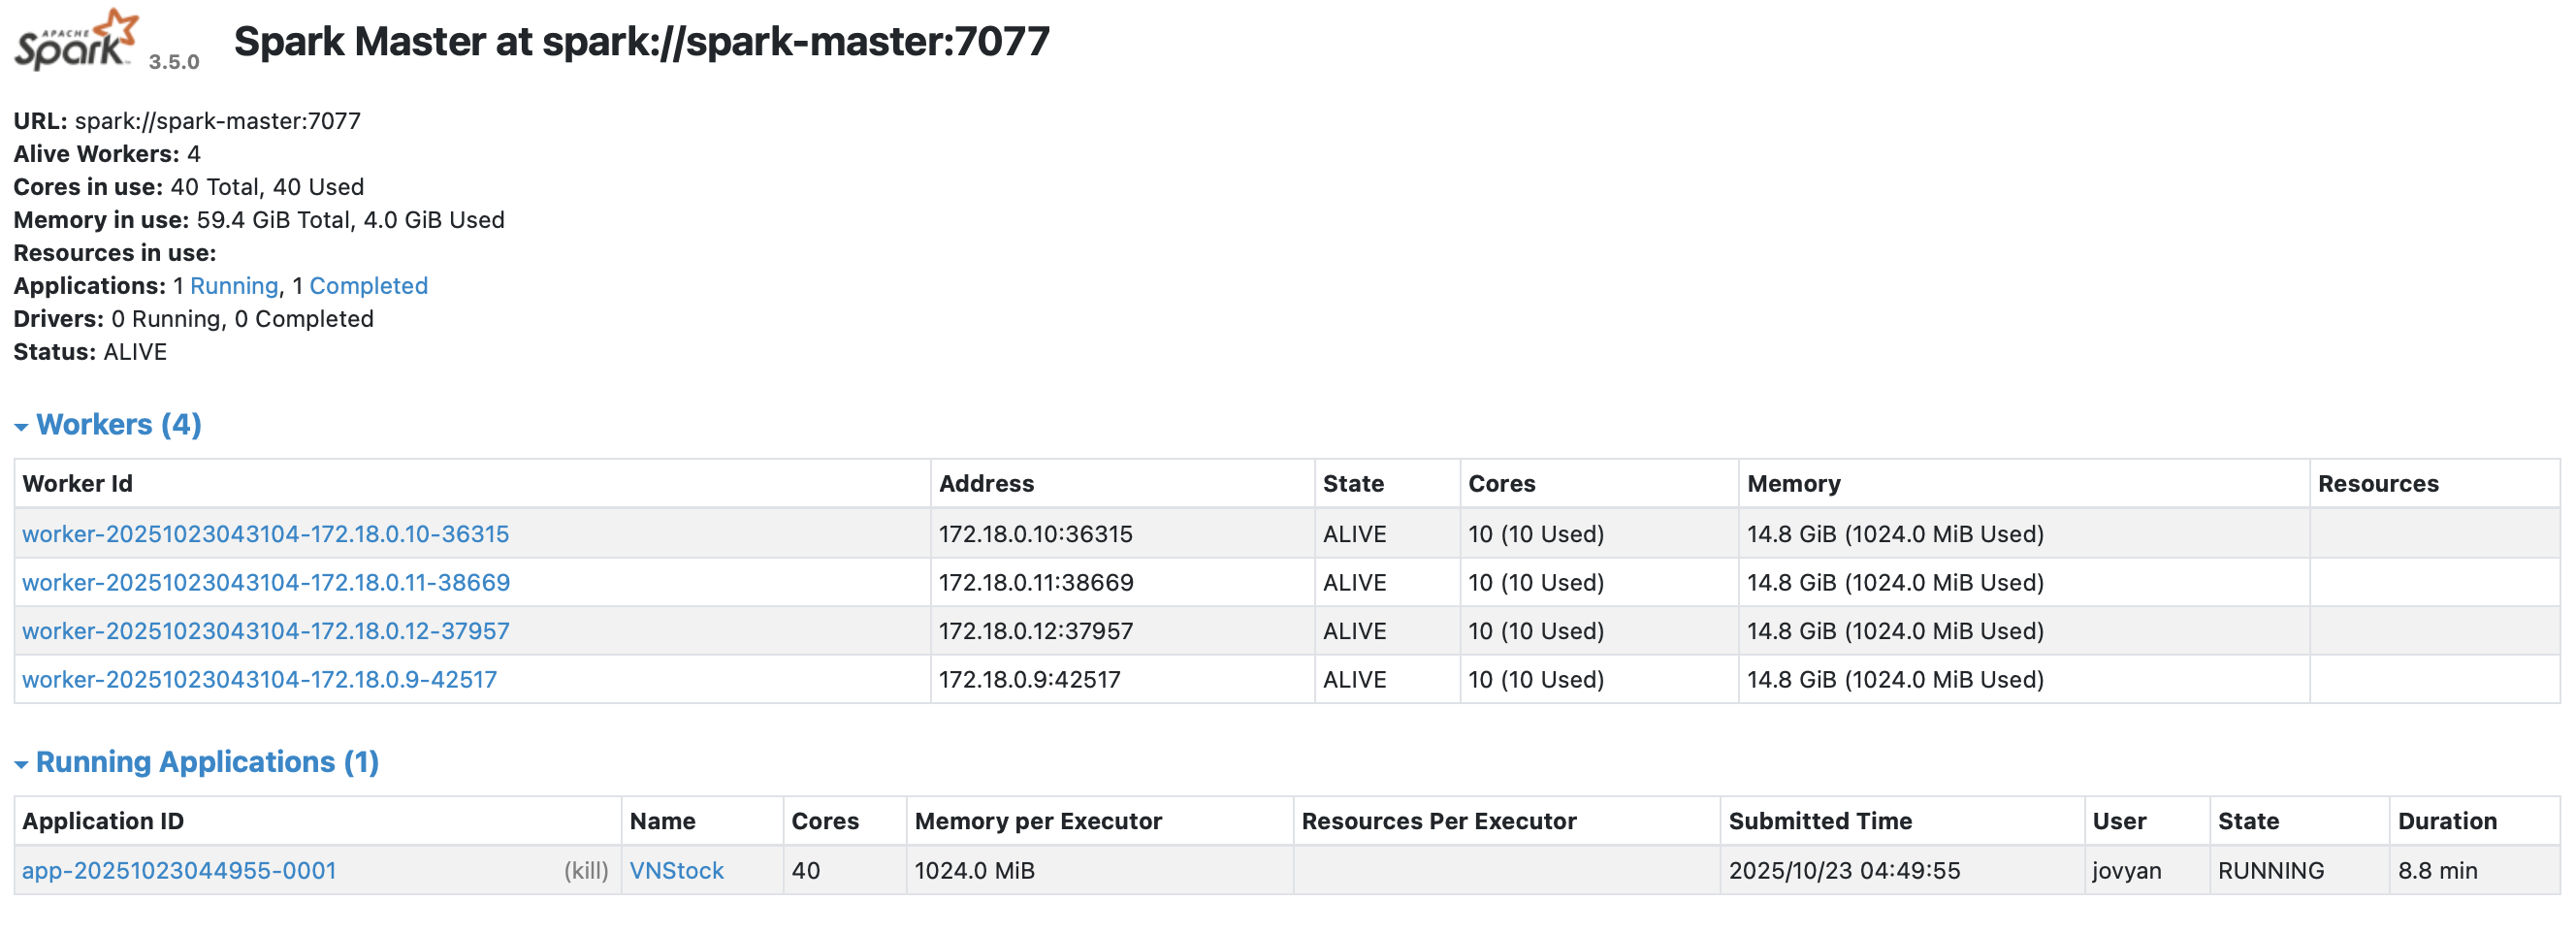 APACHE
Spark 3.5.0 Spark Master at spark://spark-master:7077
URL: spark://spark-master:7077
Alive Workers: 4
Cores in use: 40 Total, 40 Used
Memory in use: 59.4 GiB Total, 4.0 GiB Used
Resources in use:
Applications: 1 Running, 1 Completed
Drivers: 0 Running, 0 Completed
Status: ALIVE
Workers (4)
Worker Id Address State Cores Memory Resources
worker-20251023043104-172.18.0.10-36315 172.18.0.10:36315 ALIVE 10 (10 Used) 14.8 GiB (1024.0 MiB Used)
worker-20251023043104-172.18.0.11-38669 172.18.0.11:38669 ALIVE 10 (10 Used) 14.8 GiB (1024.0 MiB Used)
worker-20251023043104-172.18.0.12-37957 172.18.0.12:37957 ALIVE 10 (10 Used) 14.8 GiB (1024.0 MiB Used)
worker-20251023043104-172.18.0.9-42517 172.18.0.9:42517 ALIVE 10 (10 Used) 14.8 GiB (1024.0 MiB Used)
Running Applications (1)
Application ID Name Cores Memory per Executor Resources Per Executor Submitted Time User State Duration
app-20251023044955-0001 (kill) VNStock 40 1024.0 MiB 2025/10/23 04:49:55 jovyan RUNNING 8.8 min